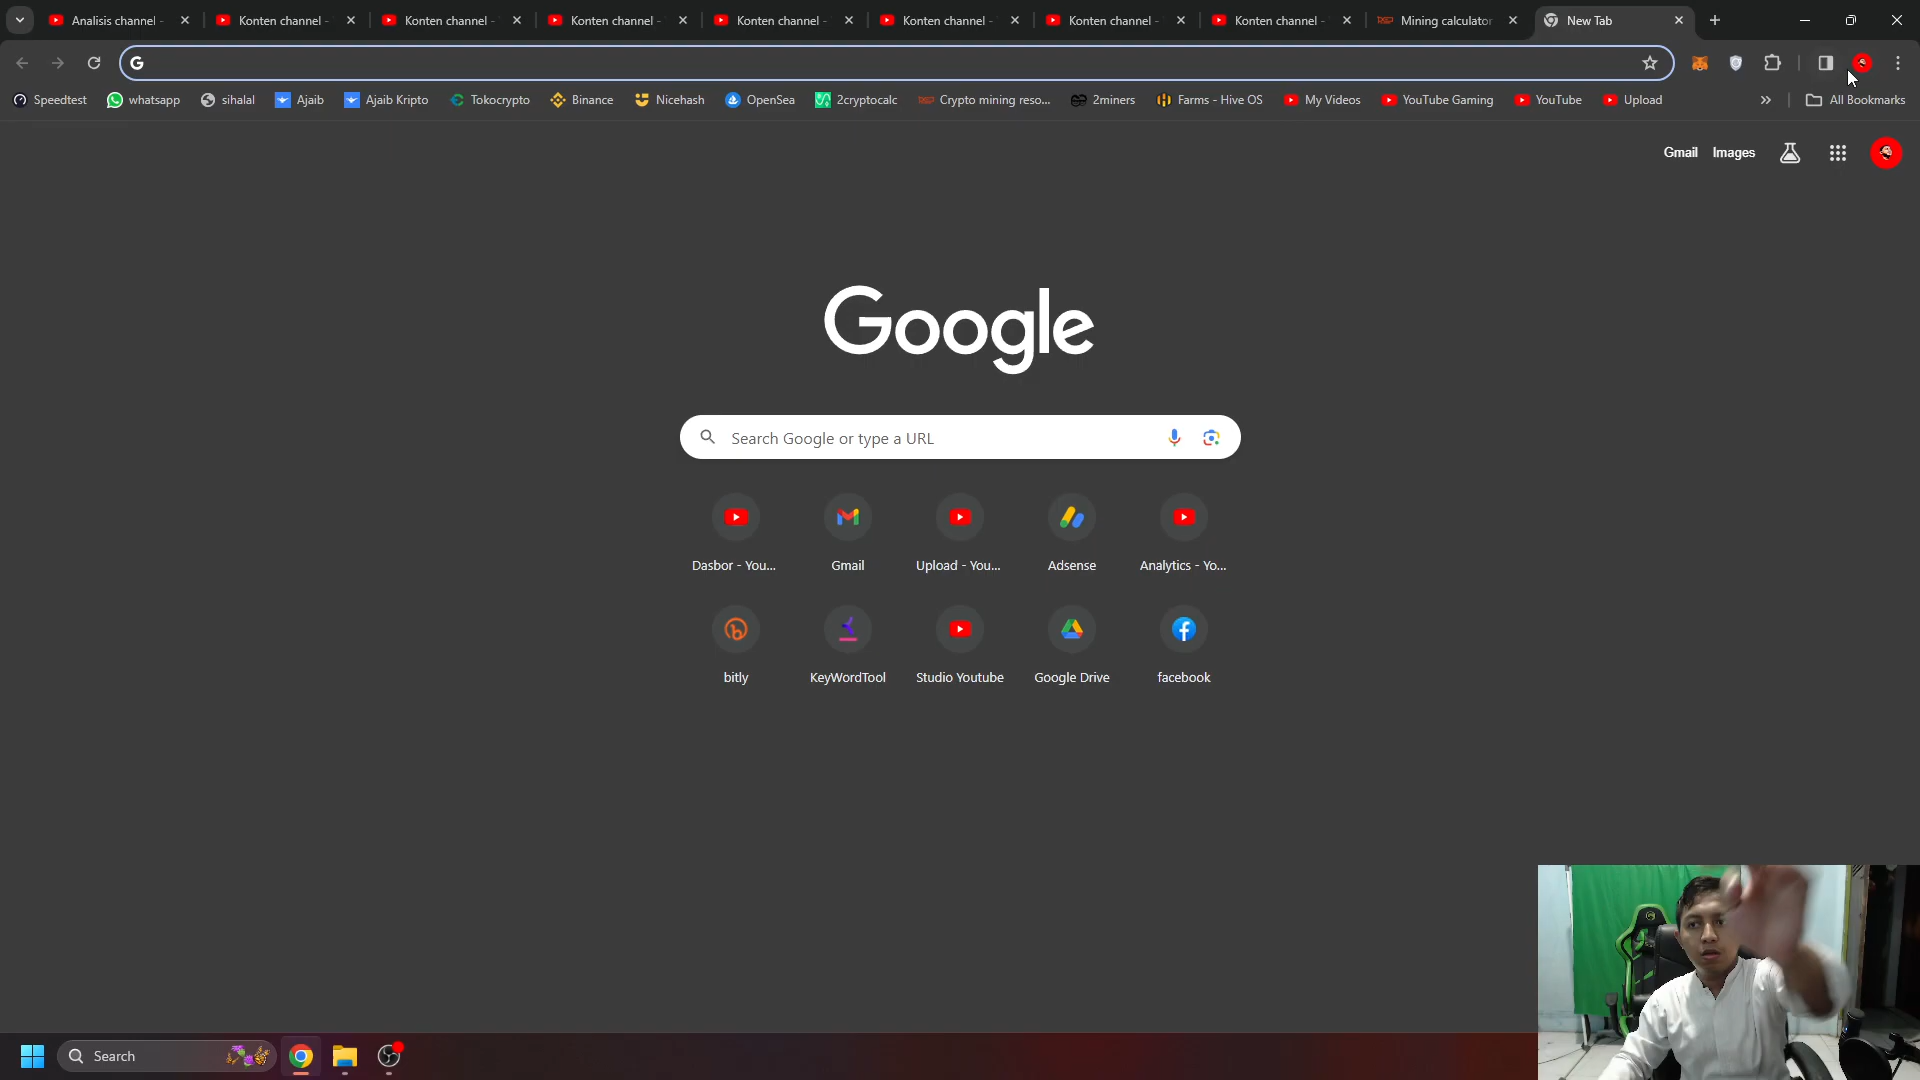 Analisis channel -
Konten channel -
Konten channel -
Konten channel -
Konten channel -
Konten channel -
Konten channel -
Konten channel -
Mining calculator
New Tab
Speedtest
whatsapp
sihalal
Ajaib
Ajaib Kripto
Tokocrypto
Binance
Nicehash
OpenSea
2cryptocalc
Crypto mining reso...
2miners
Farms - Hive OS
My Videos
YouTube Gaming
YouTube
Upload
»
All Bookmarks
Gmail
Images
Google
Search Google or type a URL
Dasbor - You...
Gmail
Upload - You...
Adsense
Analytics - Yo...
bitly
KeyWordTool
Studio Youtube
Google Drive
facebook
Search